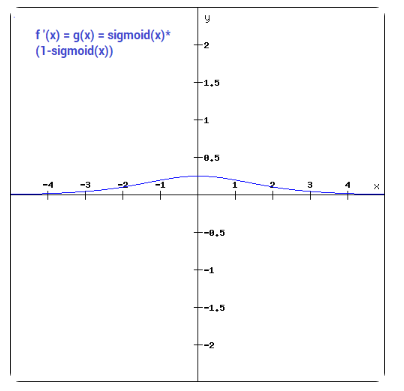 y
f '(x) = g(x) = sigmoid(x)*
(1-sigmoid(x))
2
1.5
1
0.5
-4 -3 -2 -1 1 2 3 4 x
-0.5
-1
-1.5
-2